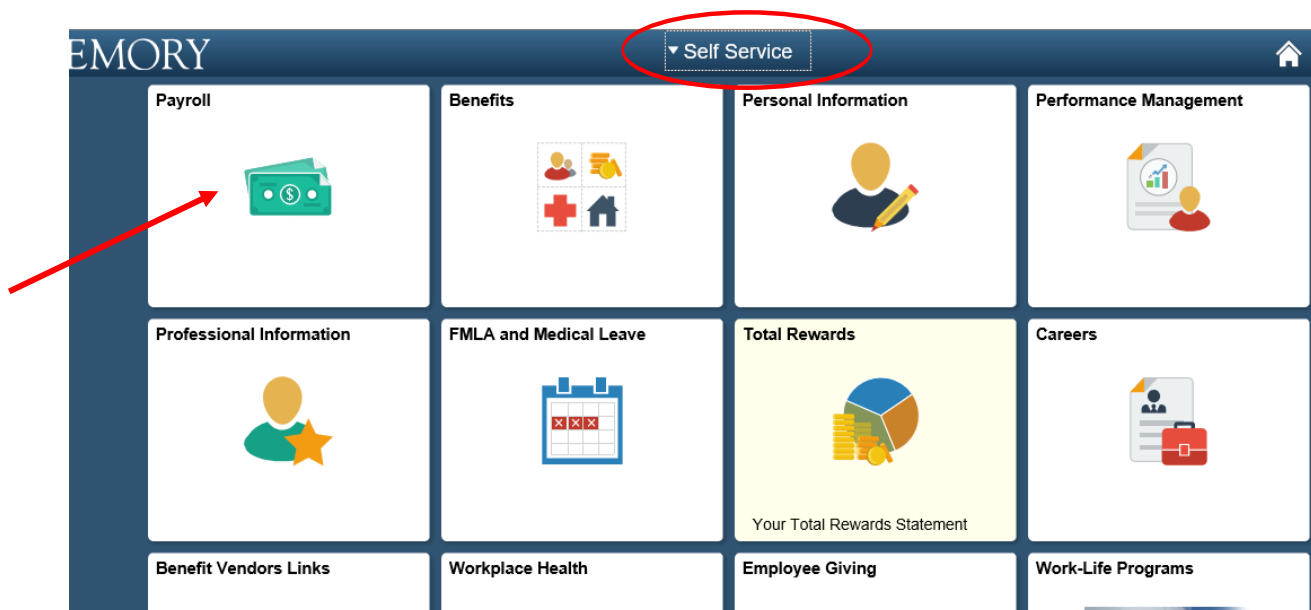 EMORY
▾ Self Service
Payroll
Benefits
Personal Information
Performance Management
$
Professional Information
FMLA and Medical Leave
Total Rewards
Careers
Your Total Rewards Statement
Benefit Vendors Links
Workplace Health
Employee Giving
Work-Life Programs